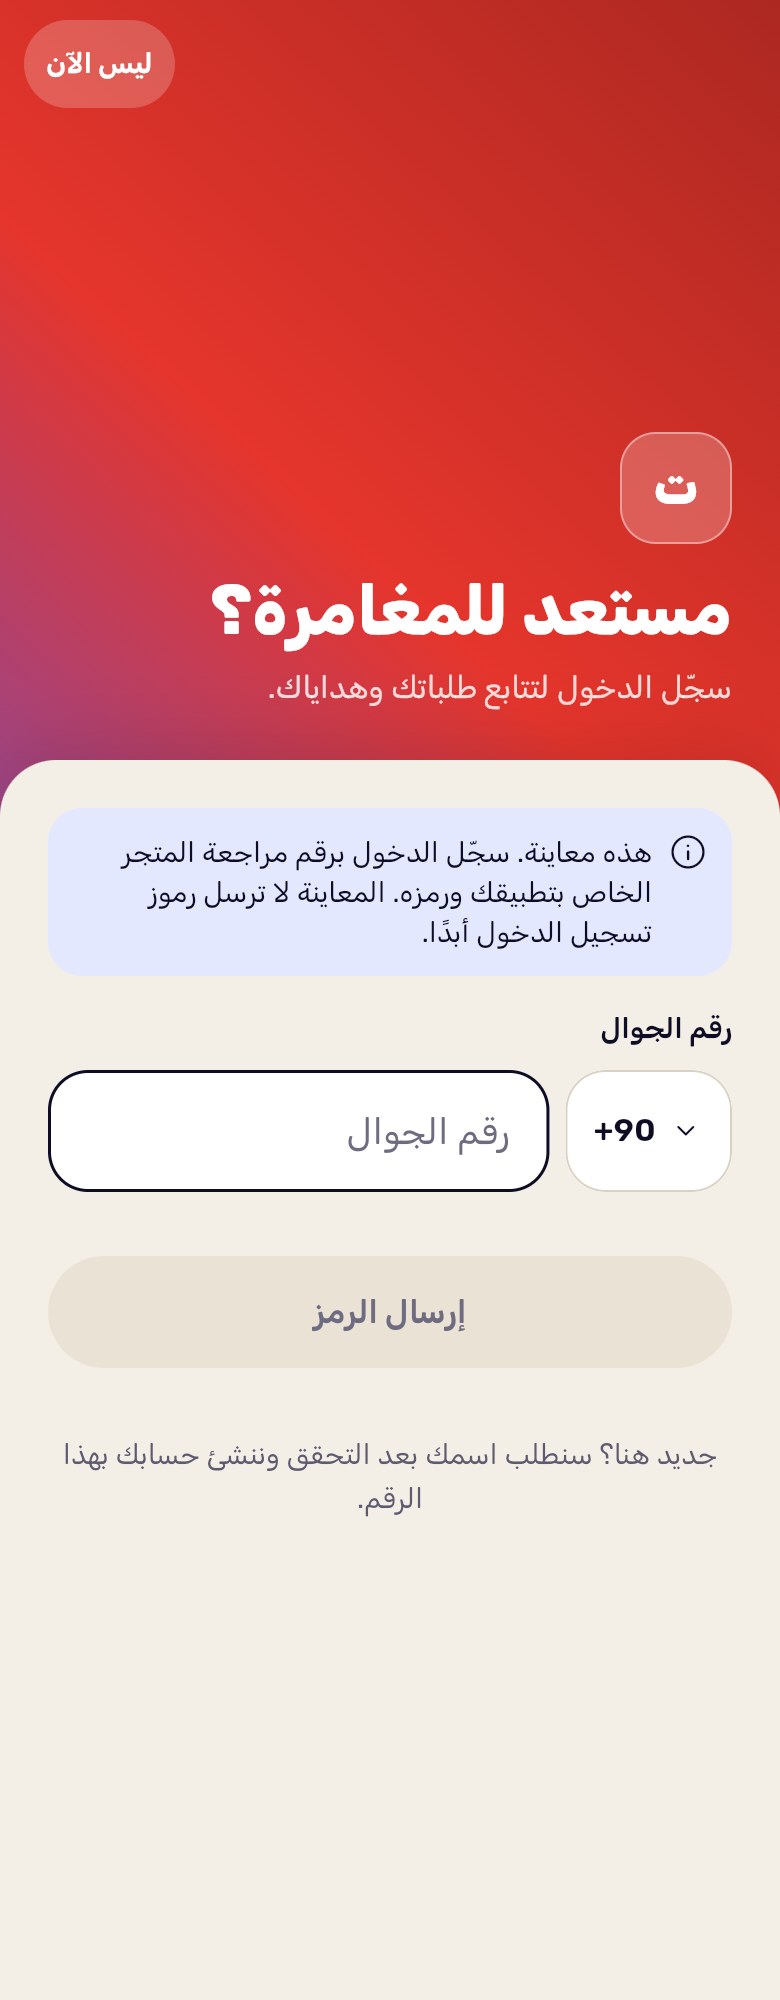 ليس الآن
ت
مستعد للمغامرة؟
سجّل الدخول لتتابع طلباتك وهداياك.
هذه معاينة. سجّل الدخول برقم مراجعة المتجر
الخاص بتطبيقك ورمزه. المعاينة لا ترسل رموز
تسجيل الدخول أبدًا.
رقم الجوال
+90
رقم الجوال
إرسال الرمز
جديد هنا؟ سنطلب اسمك بعد التحقق وننشئ حسابك بهذا
الرقم.